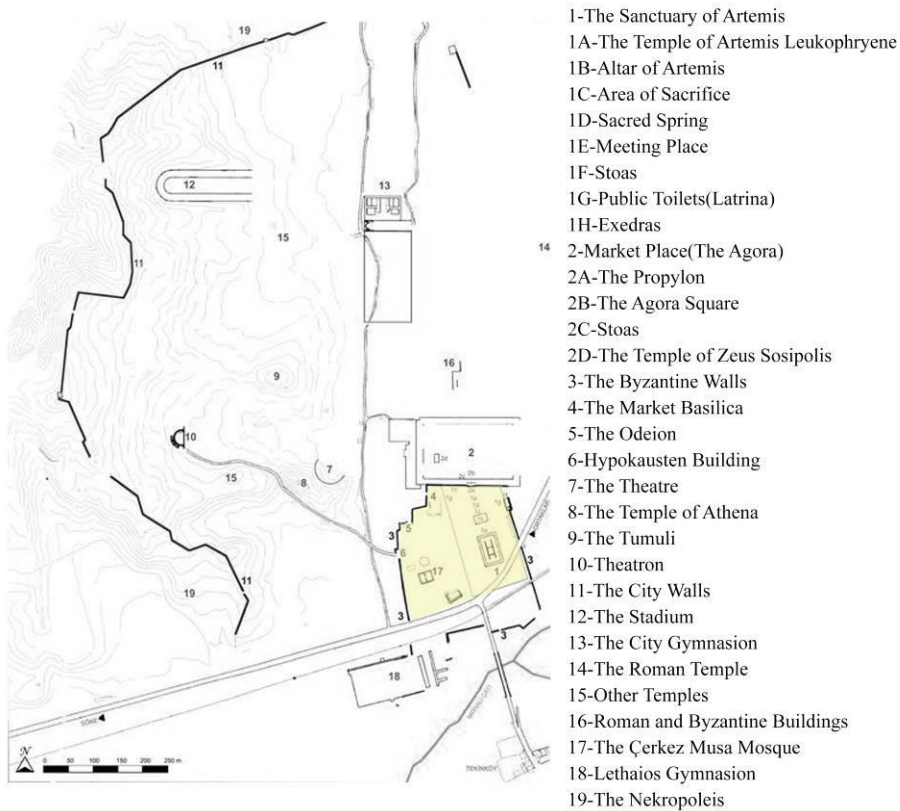 19
11
13
12
15
14
11
16
9
10
2
15
7
8
4
5
3
6
17
1
3
3
11
19
3
3
18
SÖKE
TEKİNKÖY
N
0 50 100 150 200 250 m.
1-The Sanctuary of Artemis
1A-The Temple of Artemis Leukophryene
1B-Altar of Artemis
1C-Area of Sacrifice
1D-Sacred Spring
1E-Meeting Place
1F-Stoas
1G-Public Toilets(Latrina)
1H-Exedras
2-Market Place(The Agora)
2A-The Propylon
2B-The Agora Square
2C-Stoas
2D-The Temple of Zeus Sosipolis
3-The Byzantine Walls
4-The Market Basilica
5-The Odeion
6-Hypokausten Building
7-The Theatre
8-The Temple of Athena
9-The Tumuli
10-Theatron
11-The City Walls
12-The Stadium
13-The City Gymnasion
14-The Roman Temple
15-Other Temples
16-Roman and Byzantine Buildings
17-The Çerkez Musa Mosque
18-Lethaios Gymnasion
19-The Nekropoleis